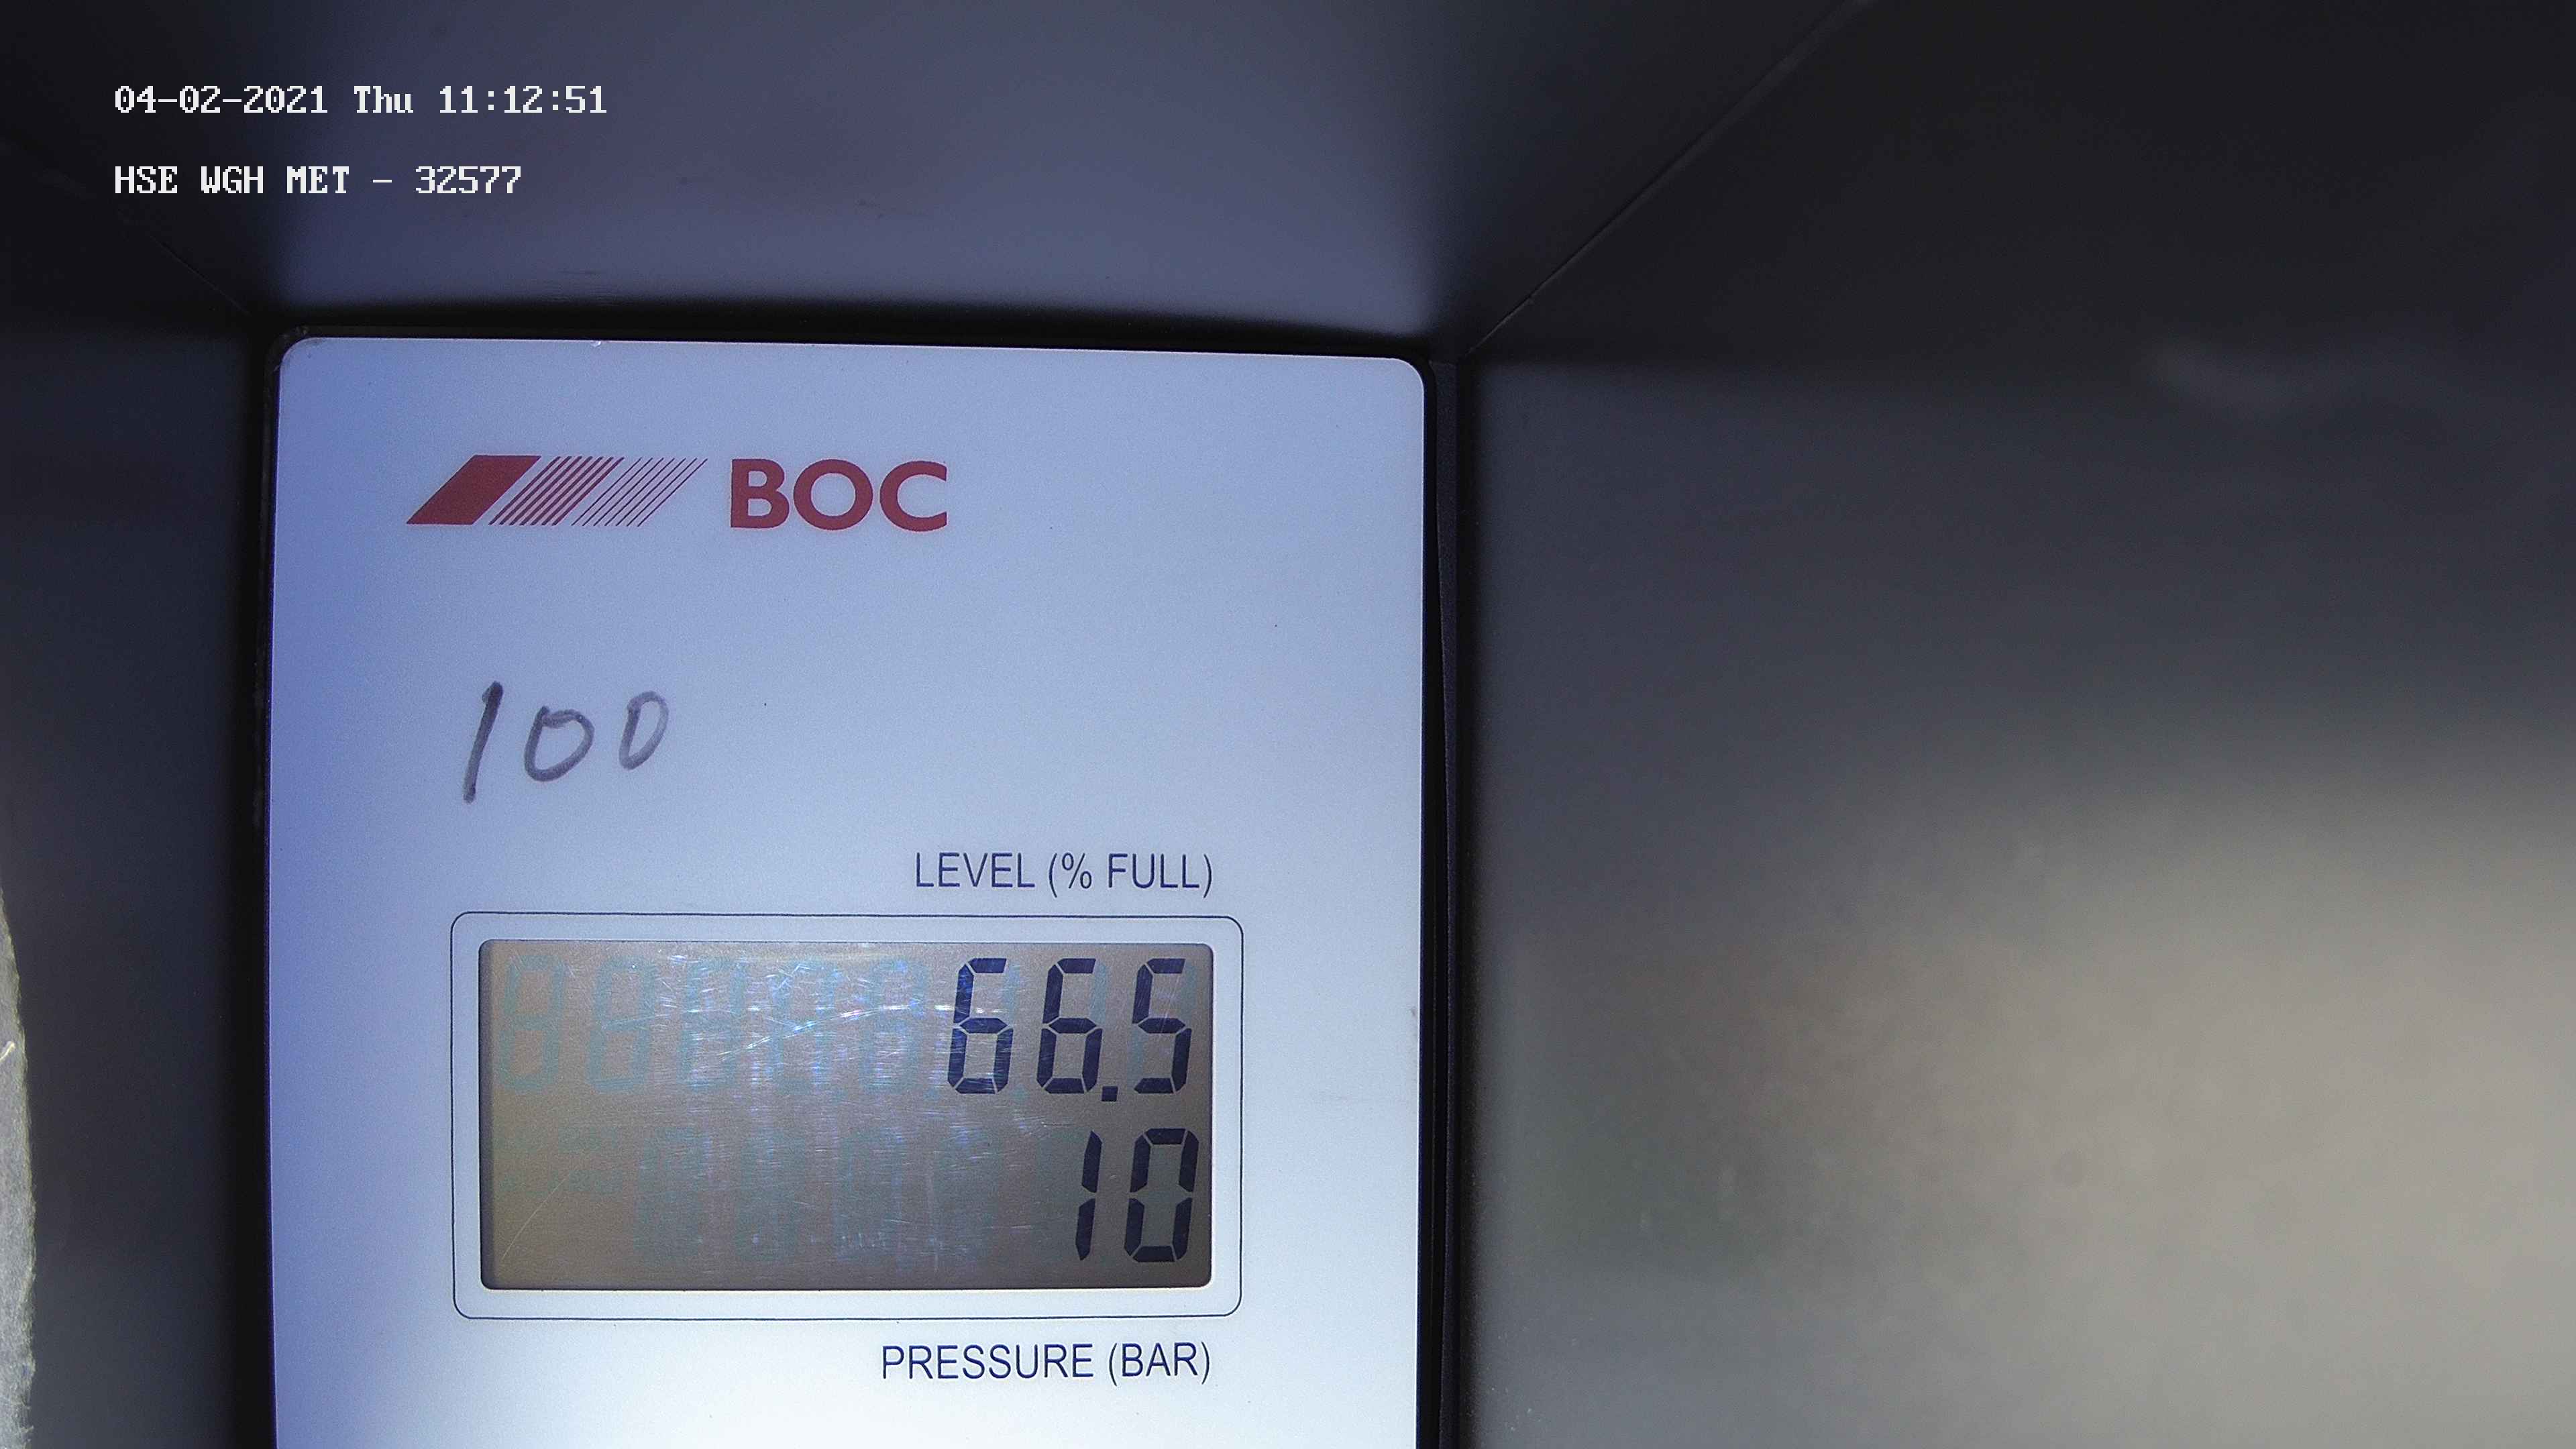 04-02-2021 Thu 11:12:51
HSE WGH MET - 32577
BOC
100
LEVEL (% FULL)
66.5
10
PRESSURE (BAR)